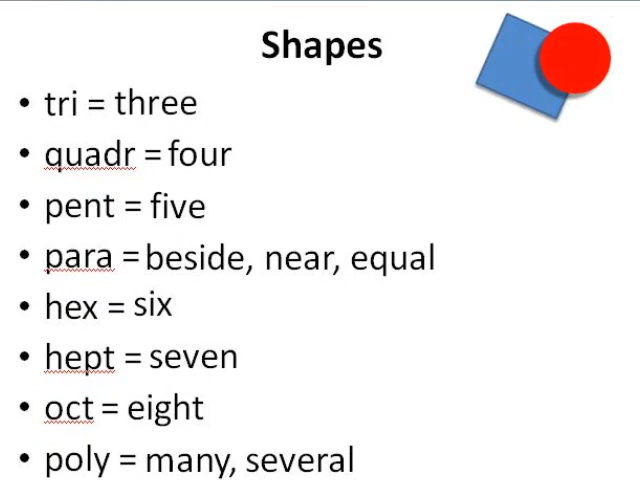 Shapes
• tri = three
• quadr = four
• pent = five
• para = beside, near, equal
• hex = six
• hept = seven
• oct = eight
• poly = many, several